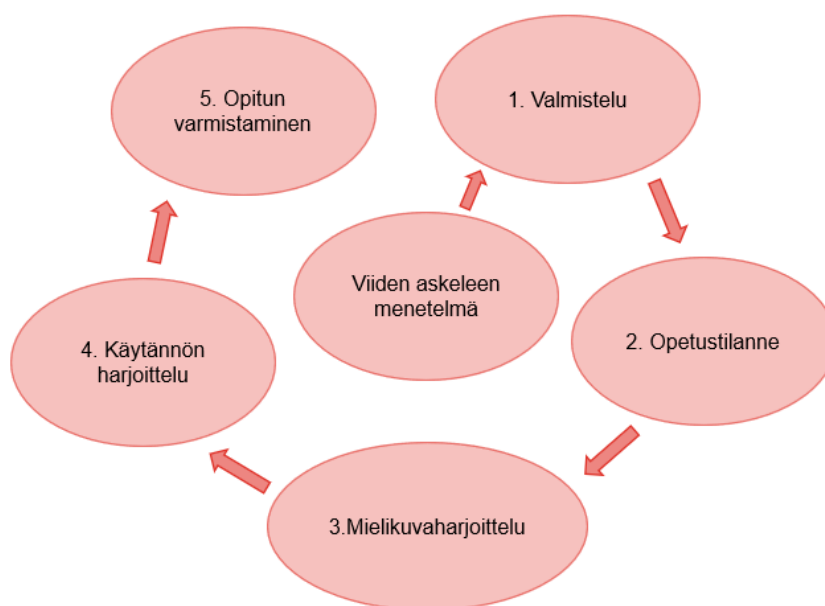 Viiden askeleen
menetelmä
1. Valmistelu
2. Opetustilanne
3.Mielikuvaharjoittelu
4. Käytännön
harjoittelu
5. Opitun
varmistaminen